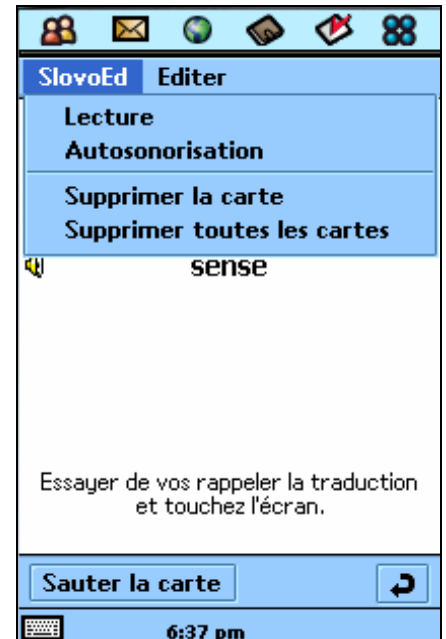 SlovoEd Editer
Lecture
Autosonorisation
Supprimer la carte
Supprimer toutes les cartes
sense
Essayer de vos rappeler la traduction
et touchez l'écran.
Sauter la carte
6:37 pm